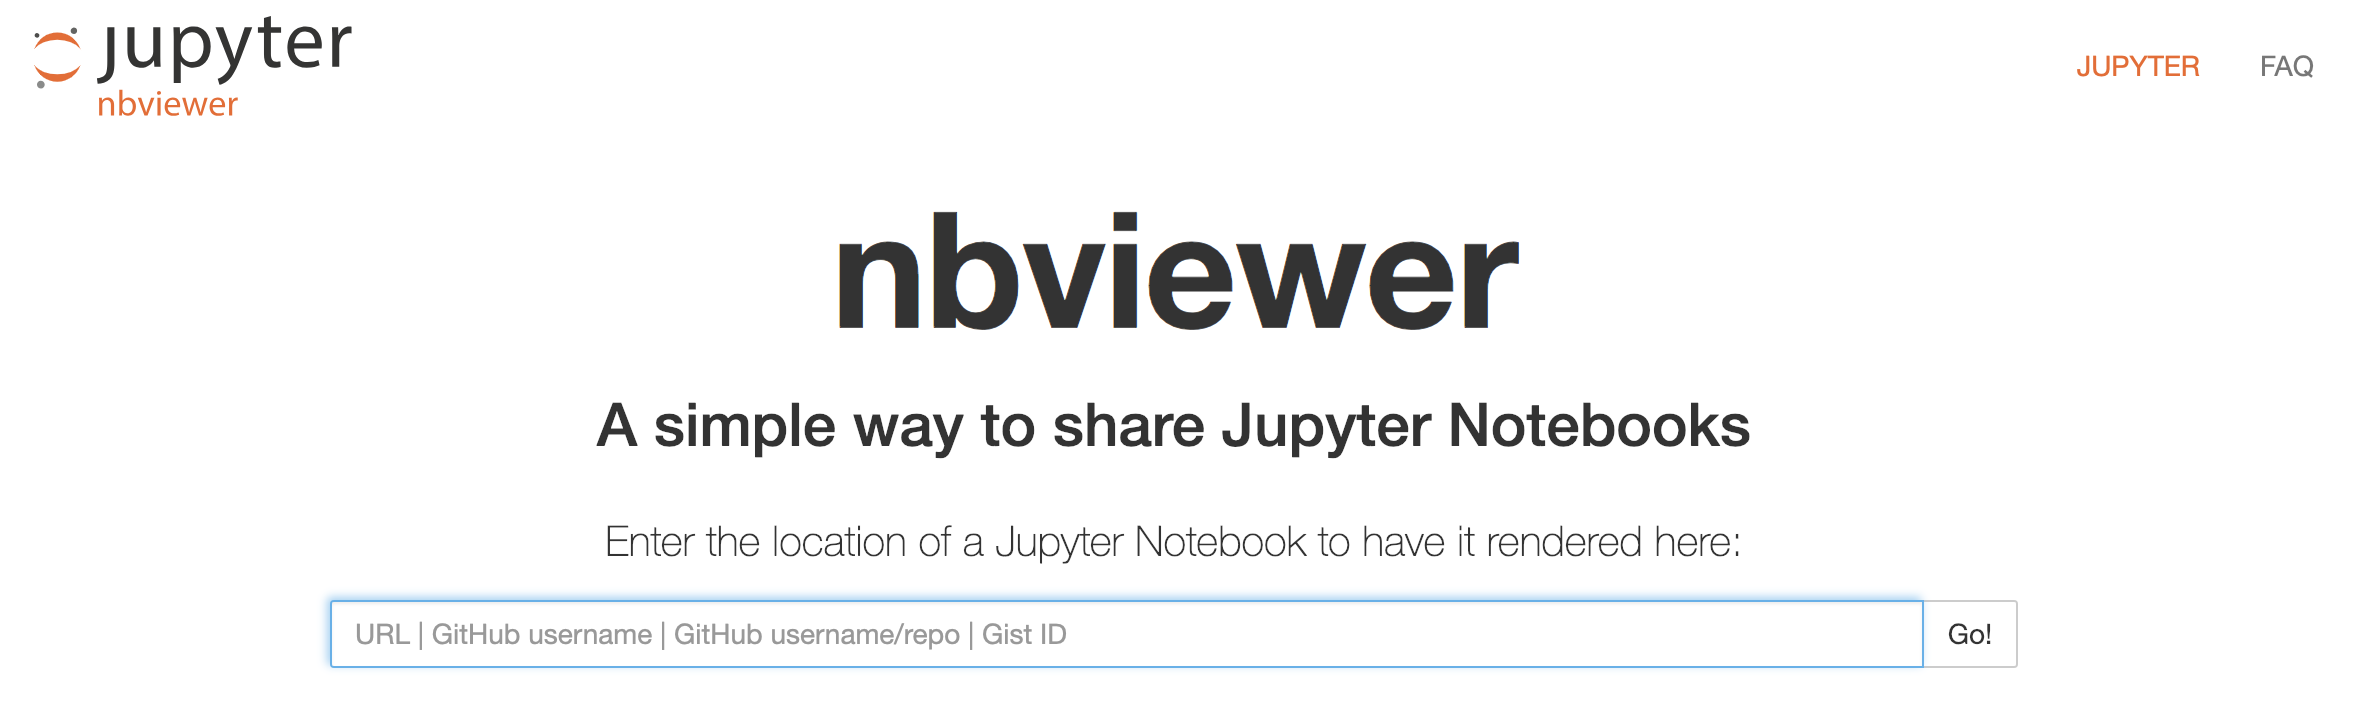 jupyter
nbviewer
JUPYTER FAQ
nbviewer
A simple way to share Jupyter Notebooks
Enter the location of a Jupyter Notebook to have it rendered here:
URL | GitHub username | GitHub username/repo | Gist ID Go!